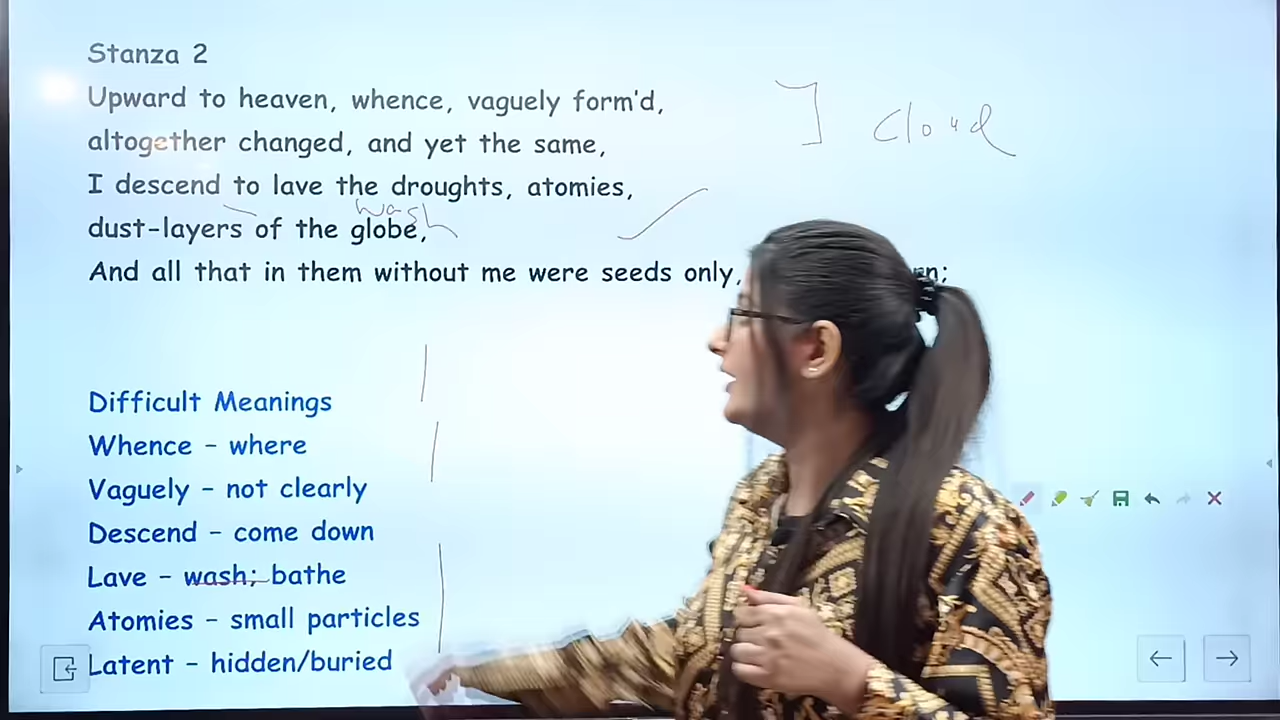 Stanza 2
Upward to heaven, whence, vaguely form'd,
altogether changed, and yet the same,
I descend to lave the droughts, atomies,
wash
dust-layers of the globe,
And all that in them without me were seeds only,
Cloud
Difficult Meanings
Whence – where
Vaguely – not clearly
Descend – come down
Lave – wash; bathe
Atomies – small particles
Latent – hidden/buried